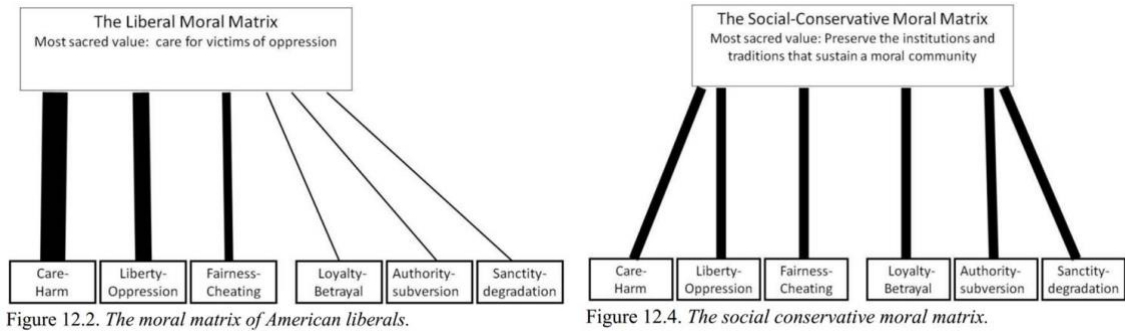 The Liberal Moral Matrix
Most sacred value:  care for victims of oppression
Care-
Harm
Liberty-
Oppression
Fairness-
Cheating
Loyalty-
Betrayal
Authority-
subversion
Sanctity-
degradation
Figure 12.2. The moral matrix of American liberals.
The Social-Conservative Moral Matrix
Most sacred value: Preserve the institutions and
traditions that sustain a moral community
Care-
Harm
Liberty-
Oppression
Fairness-
Cheating
Loyalty-
Betrayal
Authority-
subversion
Sanctity-
degradation
Figure 12.4. The social conservative moral matrix.